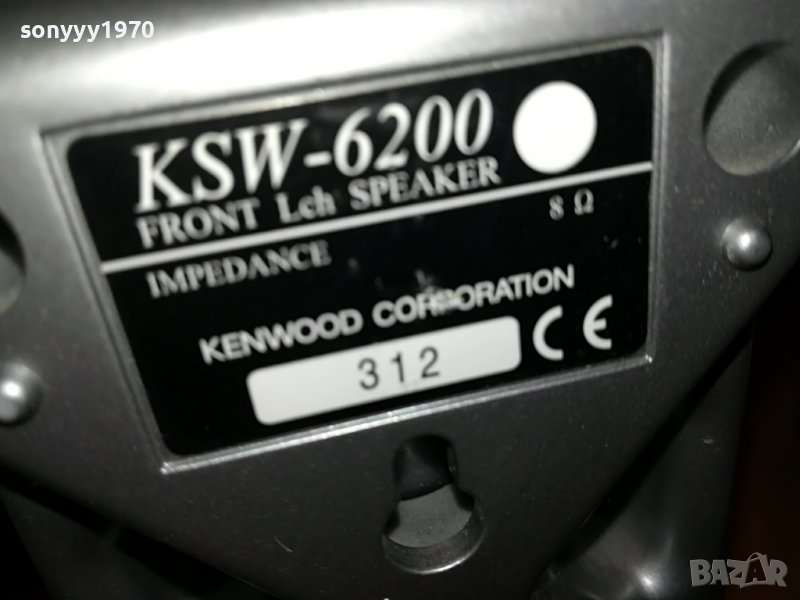 sonyyy1970
KSW-6200
FRONT Lch SPEAKER
IMPEDANCE 8 Ω
KENWOOD CORPORATION
312 CE
BAZAR